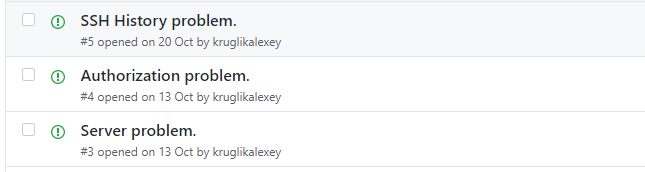 SSH History problem.
#5 opened on 20 Oct by kruglikalexey
Authorization problem.
#4 opened on 13 Oct by kruglikalexey
Server problem.
#3 opened on 13 Oct by kruglikalexey